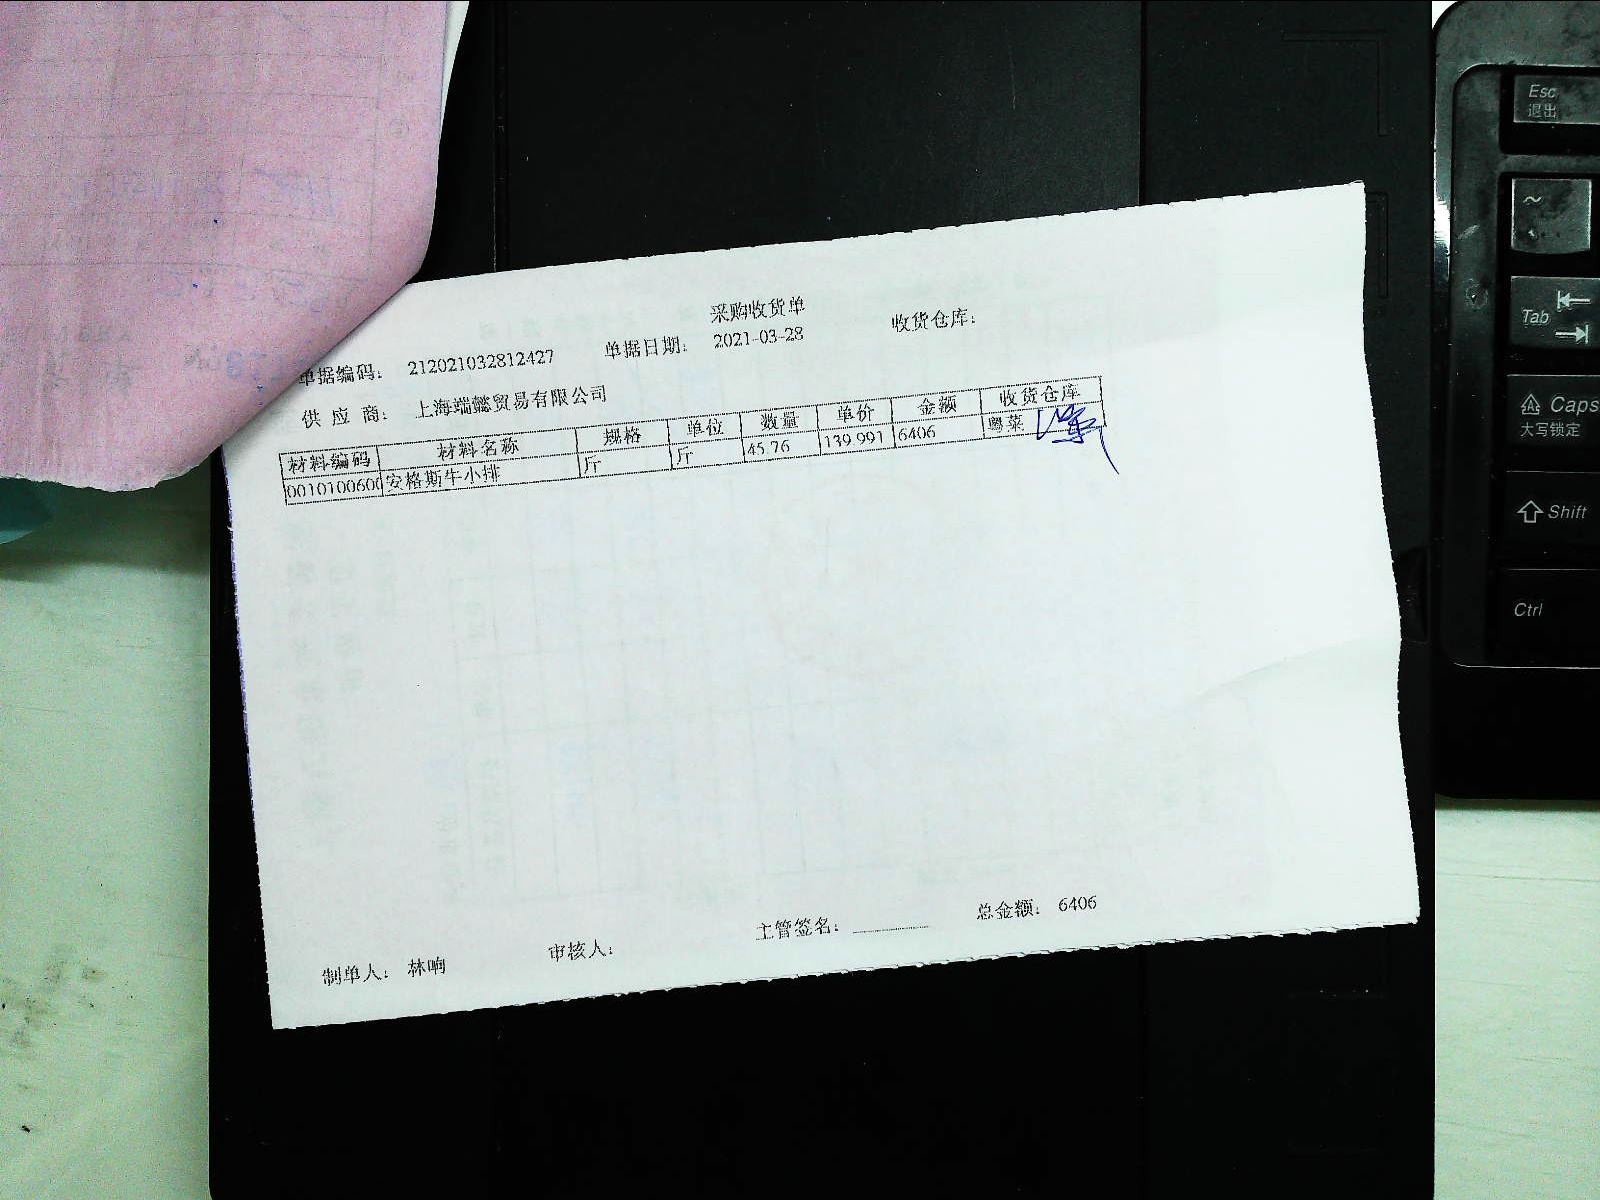 采购收货单
单据编码： 212021032812427 单据日期： 2021-03-28 收货仓库：
供 应 商： 上海端懿贸易有限公司
材料编码 材料名称 规格 单位 数量 单价 金额 收货仓库
0010100600 安格斯牛小排 斤 斤 45.76 139.991 6406 粤菜
制单人： 林响 审核人： 主管签名： 总金额： 6406
Esc
退出
~
Tab
Caps
大写锁定
Shift
Ctrl